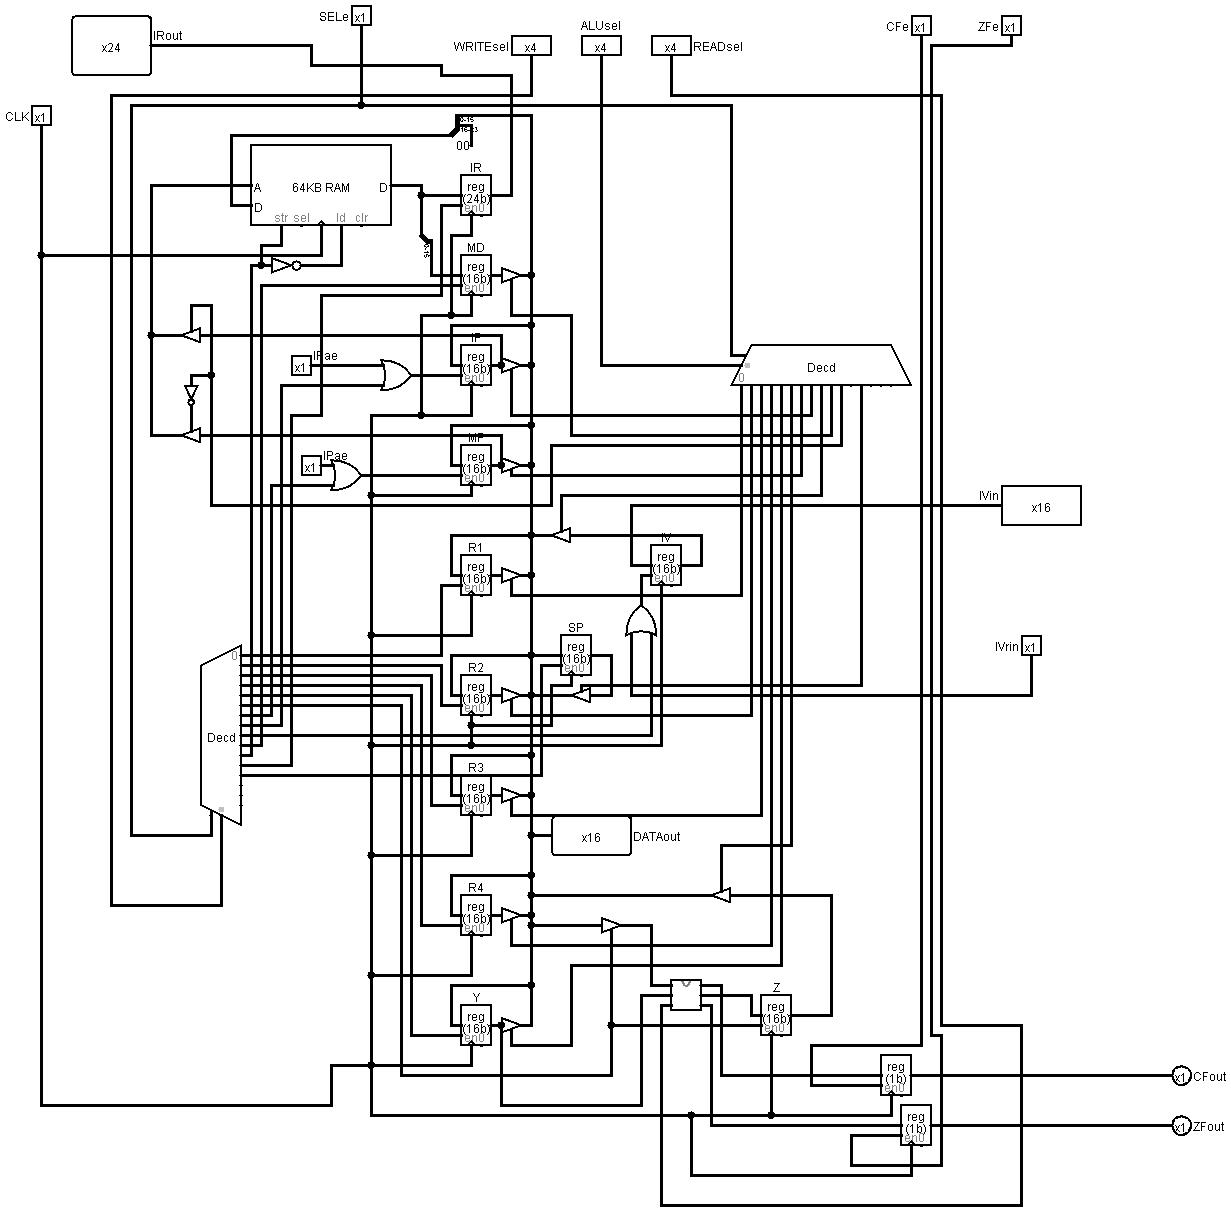 SELe x1
CFe x1
ZFe x1
ALUsel
x24
IRout
WRITEsel x4
x4
x4 READsel
CLK x1
00
IR
A
64KB RAM
D
reg
(24b)
en0
D
str sel
ld clr
MD
reg
(16b)
IPae
x1
reg
(16b)
en0
Decd
0
IPae
x1
reg
(16b)
en0
IVin
x16
R1
reg
(16b)
en0
IV
reg
(16b)
en0
SP
reg
(16b)
en0
IVrin x1
0
R2
reg
(16b)
en0
Decd
R3
reg
(16b)
en0
x16
DATAout
R4
reg
(16b)
en0
Y
reg
(16b)
en0
Z
reg
(16b)
en0
reg
(1b)
en0
x1 CFout
reg
(1b)
en0
x1 ZFout